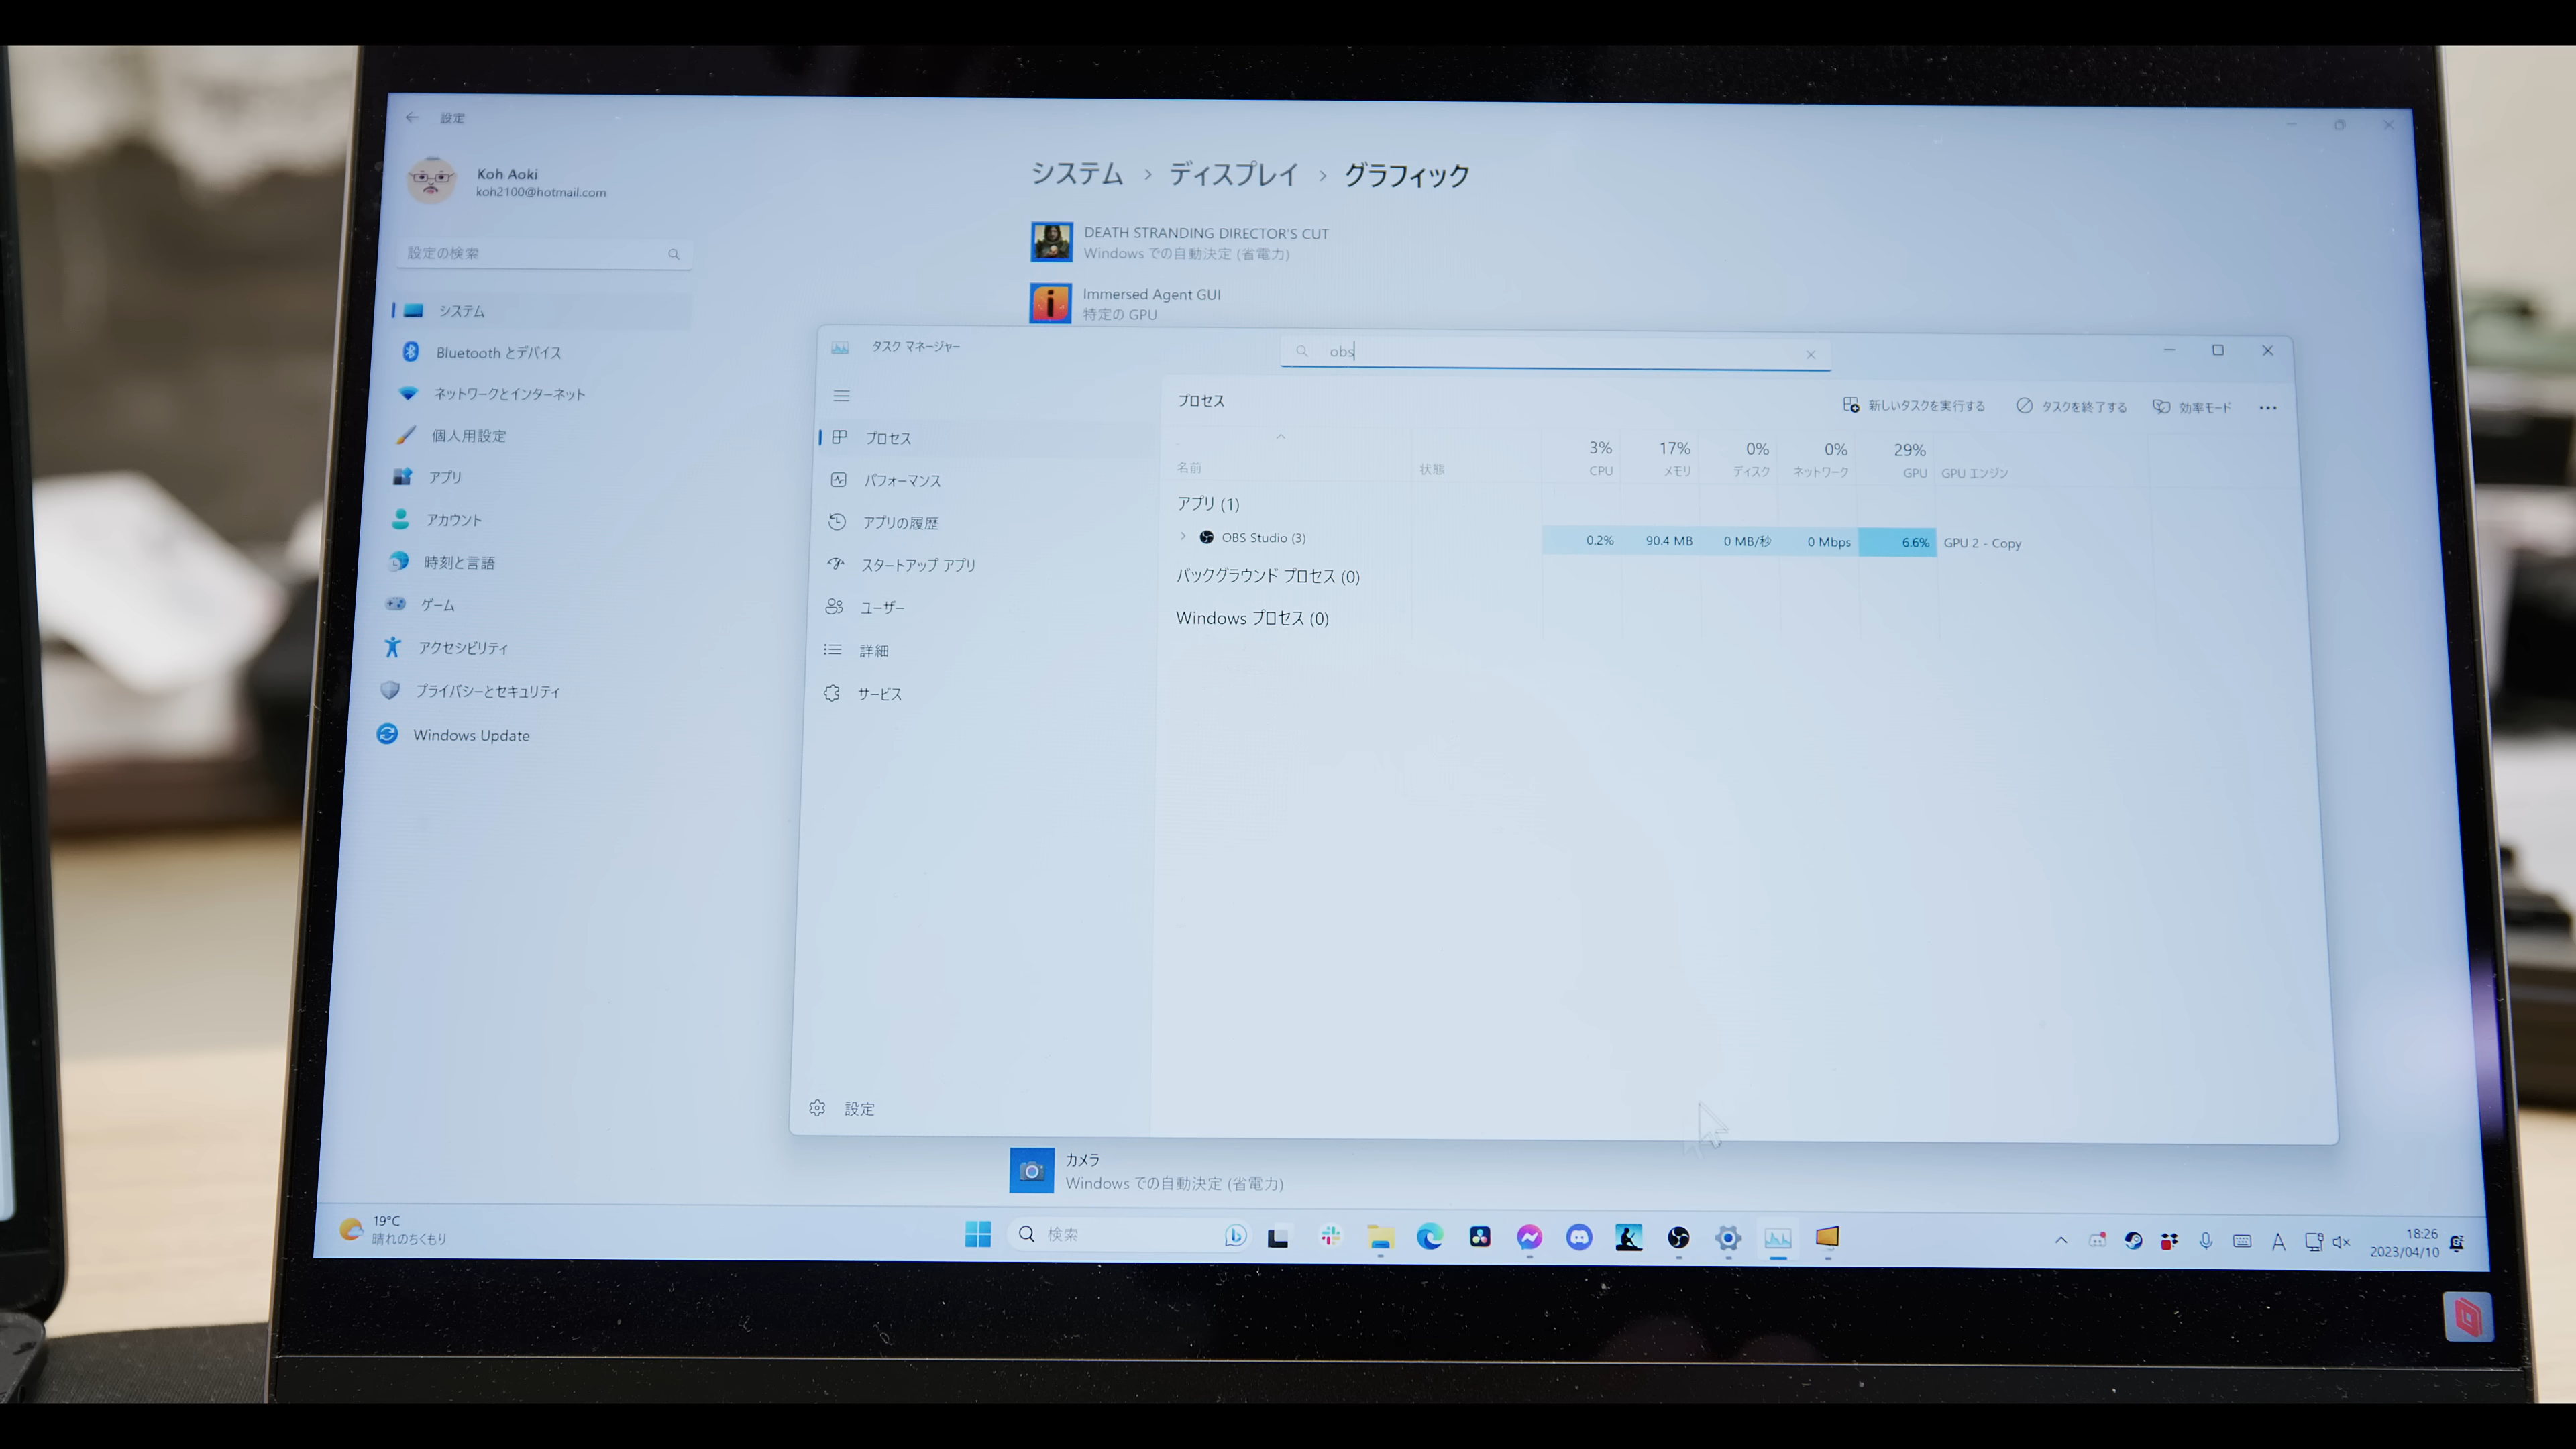 設定
Koh Aoki
koh2100@hotmail.com
設定の検索
システム
Bluetooth とデバイス
ネットワークとインターネット
個人用設定
アプリ
アカウント
時刻と言語
ゲーム
アクセシビリティ
プライバシーとセキュリティ
Windows Update
システム › ディスプレイ › グラフィック
DEATH STRANDING DIRECTOR'S CUT
Windows での自動決定 (省電力)
Immersed Agent GUI
特定の GPU
タスク マネージャー
obs
プロセス
パフォーマンス
アプリの履歴
スタートアップ アプリ
ユーザー
詳細
サービス
設定
プロセス
新しいタスクを実行する タスクを終了する 効率モード
3% 17% 0% 0% 29%
名前 状態 CPU メモリ ディスク ネットワーク GPU GPU エンジン
アプリ (1)
OBS Studio (3) 0.2% 90.4 MB 0 MB/秒 0 Mbps 6.6% GPU 2 - Copy
バックグラウンド プロセス (0)
Windows プロセス (0)
カメラ
Windows での自動決定 (省電力)
19°C
晴れのちくもり
検索
A
18:26
2023/04/10